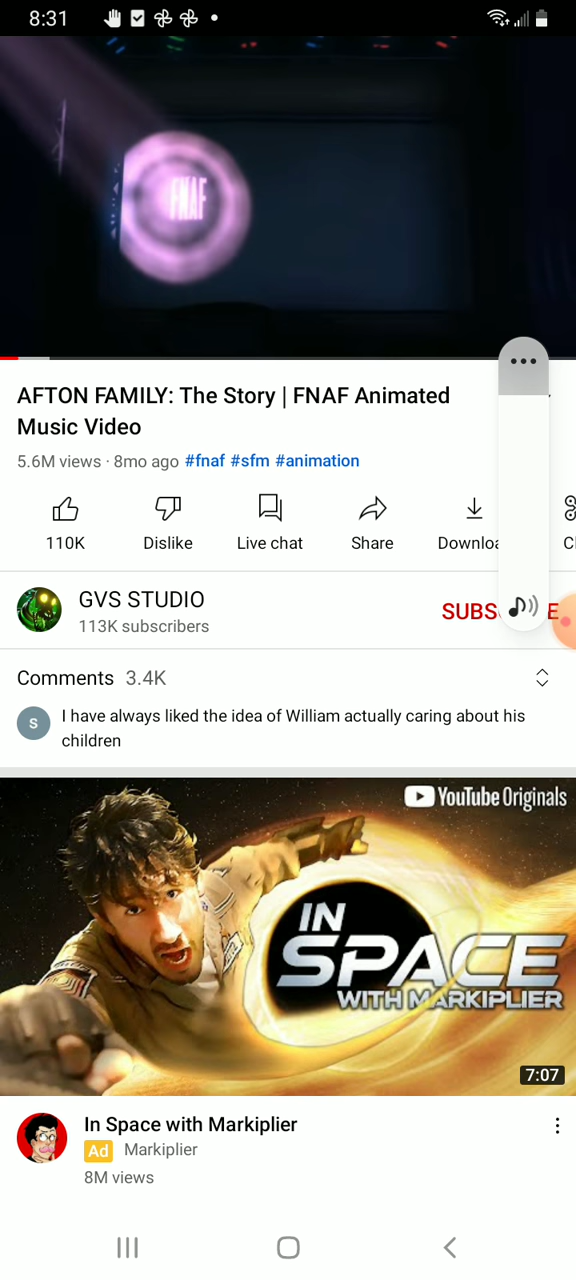 8:31
FNAF
AFTON FAMILY: The Story | FNAF Animated
Music Video
5.6M views · 8mo ago #fnaf #sfm #animation
110K
Dislike
Live chat
Share
Downloa
GVS STUDIO
SUBS E
113K subscribers
Comments 3.4K
S
I have always liked the idea of William actually caring about his
children
YouTube Originals
IN
SPACE
WITH MARKIPLIER
7:07
In Space with Markiplier
Ad Markiplier
8M views